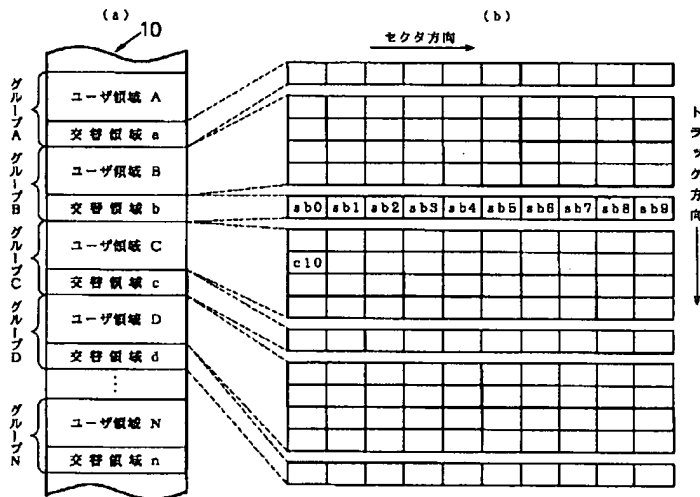 (a)
10
グループA
ユーザ領域 A
交替領域 a
グループB
ユーザ領域 B
交替領域 b
グループC
ユーザ領域 C
交替領域 c
グループD
ユーザ領域 D
交替領域 d
⋮
グループN
ユーザ領域 N
交替領域 n
(b)
セクタ方向
sb0 sb1 sb2 sb3 sb4 sb5 sb6 sb7 sb8 sb9
c10
トラック方向